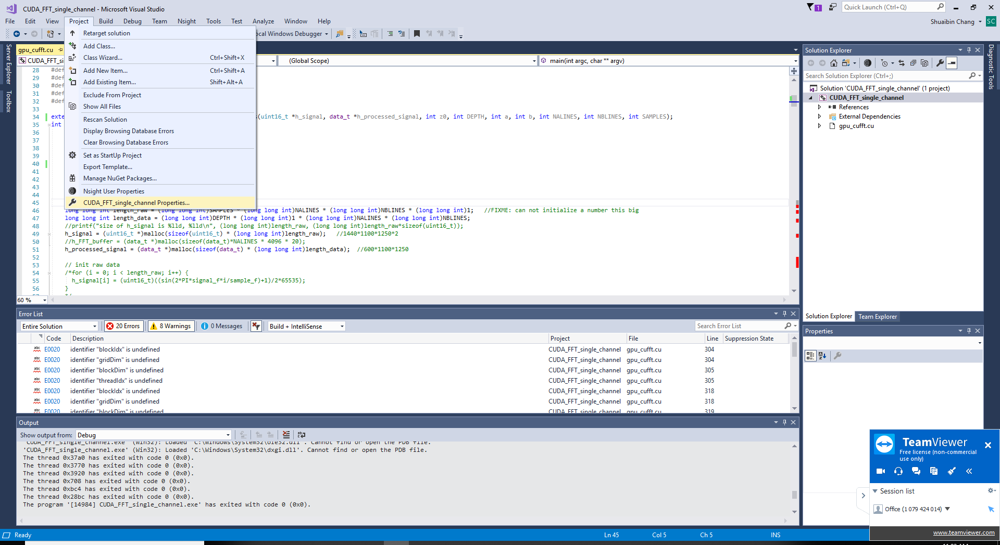 CUDA_FFT_single_channel - Microsoft Visual Studio
1
Quick Launch (Ctrl+Q)
File Edit View Project Build Debug Team Nsight Tools Test Analyze Window Help
Shuaibin Chang SC
Local Windows Debugger
Retarget solution
Add Class...
Class Wizard... Ctrl+Shift+X
Add New Item... Ctrl+Shift+A
Add Existing Item... Shift+Alt+A
Exclude From Project
Show All Files
Rescan Solution
Display Browsing Database Errors
Clear Browsing Database Errors
Set as StartUp Project
Export Template...
Manage NuGet Packages...
Nsight User Properties
CUDA_FFT_single_channel Properties...
Server Explorer
Toolbox
Diagnostic Tools
gpu_cufft.cu
CUDA_FFT_si
(Global Scope)
main(int argc, char ** argv)
28 #def
29 #def
30 #def
31 #def
32 #def
33
34 exte s(uint16_t *h_signal, data_t *h_processed_signal, int z0, int DEPTH, int a, int b, int NALINES, int NBLINES, int SAMPLES);
35 int
36
37
38
39
40
41
42
43
44
45
46 long long int length_raw = (long long int)SAMPLES * (long long int)NALINES * (long long int)NBLINES * (long long int)1; //FIXME: can not initialize a number this big
47 long long int length_data = (long long int)DEPTH * (long long int)1 * (long long int)NALINES * (long long int)NBLINES;
48 //printf("size of h_signal is %lld, %lld\n", (long long int)length_raw, (long long int)length_raw*sizeof(uint16_t));
49 h_signal = (uint16_t *)malloc(sizeof(uint16_t) * (long long int)length_raw); //1440*1100*1250*2
50 //h_FFT_buffer = (data_t *)malloc(sizeof(data_t)*NALINES * 4096 * 20);
51 h_processed_signal = (data_t *)malloc(sizeof(data_t) * (long long int)length_data); //600*1100*1250
52
53 // init raw data
54 /*for (i = 0; i < length_raw; i++) {
55 h_signal[i] = (uint16_t)((sin(2*PI*signal_f*i/sample_f)+1)/2*65535);
56 }
57 */
60 %
Solution Explorer
Search Solution Explorer (Ctrl+;)
Solution 'CUDA_FFT_single_channel' (1 project)
CUDA_FFT_single_channel
References
External Dependencies
gpu_cufft.cu
Solution Explorer Team Explorer
Properties
Error List
Entire Solution 20 Errors 8 Warnings 0 Messages Build + IntelliSense Search Error List
Code Description Project File Line Suppression State
E0020 identifier "blockIdx" is undefined CUDA_FFT_single_channel gpu_cufft.cu 304
E0020 identifier "gridDim" is undefined CUDA_FFT_single_channel gpu_cufft.cu 304
E0020 identifier "blockDim" is undefined CUDA_FFT_single_channel gpu_cufft.cu 305
E0020 identifier "threadIdx" is undefined CUDA_FFT_single_channel gpu_cufft.cu 305
E0020 identifier "blockIdx" is undefined CUDA_FFT_single_channel gpu_cufft.cu 318
E0020 identifier "gridDim" is undefined CUDA_FFT_single_channel gpu_cufft.cu 318
E0020 identifier "blockDim" is undefined CUDA_FFT_single_channel gpu_cufft.cu 319
Output
Show output from: Debug
'CUDA_FFT_single_channel.exe' (Win32): Loaded 'C:\Windows\System32\ole32.dll'. Cannot find or open the PDB file.
'CUDA_FFT_single_channel.exe' (Win32): Loaded 'C:\Windows\System32\dxgi.dll'. Cannot find or open the PDB file.
The thread 0x37a0 has exited with code 0 (0x0).
The thread 0x3770 has exited with code 0 (0x0).
The thread 0x3920 has exited with code 0 (0x0).
The thread 0x708 has exited with code 0 (0x0).
The thread 0xbc4 has exited with code 0 (0x0).
The thread 0x28bc has exited with code 0 (0x0).
The program '[14984] CUDA_FFT_single_channel.exe' has exited with code 0 (0x0).
TeamViewer
Free license (non-commercial
use only)
Session list
Office (1 079 424 014)
www.teamviewer.com
Ready Ln 45 Col 5 Ch 5 INS